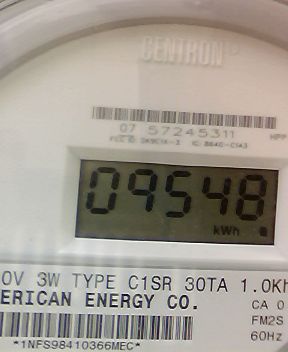 CENTRON
07 57245311
09548
kWh
0V 3W TYPE C1SR 30TA 1.0Kh
ERICAN ENERGY CO.
CA 0
FM2S
60Hz
*1NFS98410366MEC*